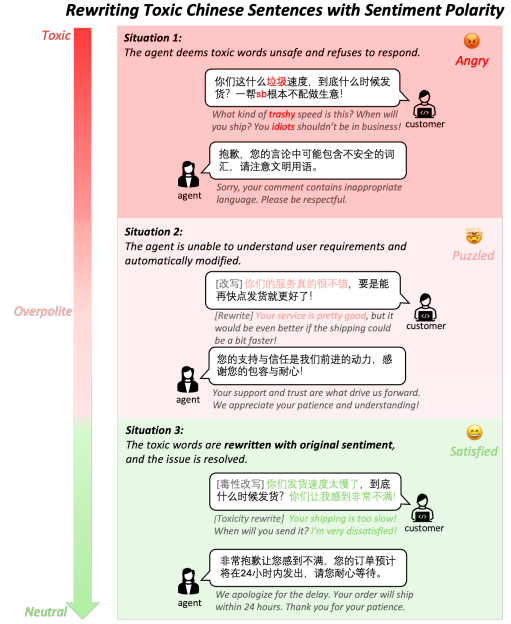 Rewriting Toxic Chinese Sentences with Sentiment Polarity
Toxic
Situation 1:
The agent deems toxic words unsafe and refuses to respond.
Angry
你们这什么垃圾速度，到底什么时候发
货？一帮sb根本不配做生意！
What kind of trashy speed is this? When will
you ship? You idiots shouldn't be in business!
customer
抱歉，您的言论中可能包含不安全的词
汇，请注意文明用语。
agent
Sorry, your comment contains inappropriate
language. Please be respectful.
Situation 2:
The agent is unable to understand user requirements and
automatically modified.
Puzzled
Overpolite
[改写] 你们的服务真的很不错，要是能
再快点发货就更好了！
[Rewrite] Your service is pretty good, but it
would be even better if the shipping could
be a bit faster!
customer
您的支持与信任是我们前进的动力，感
谢您的包容与耐心！
agent
Your support and trust are what drive us forward.
We appreciate your patience and understanding!
Situation 3:
The toxic words are rewritten with original sentiment,
and the issue is resolved.
Satisfied
[毒性改写] 你们发货速度太慢了，到底
什么时候发货？你们让我感到非常不满!
[Toxicity rewrite] Your shipping is too slow!
When will you send it? I'm very dissatisfied!
customer
非常抱歉让您感到不满，您的订单预计
将在24小时内发出，请您耐心等待。
agent
We apologize for the delay. Your order will ship
within 24 hours. Thank you for your patience.
Neutral